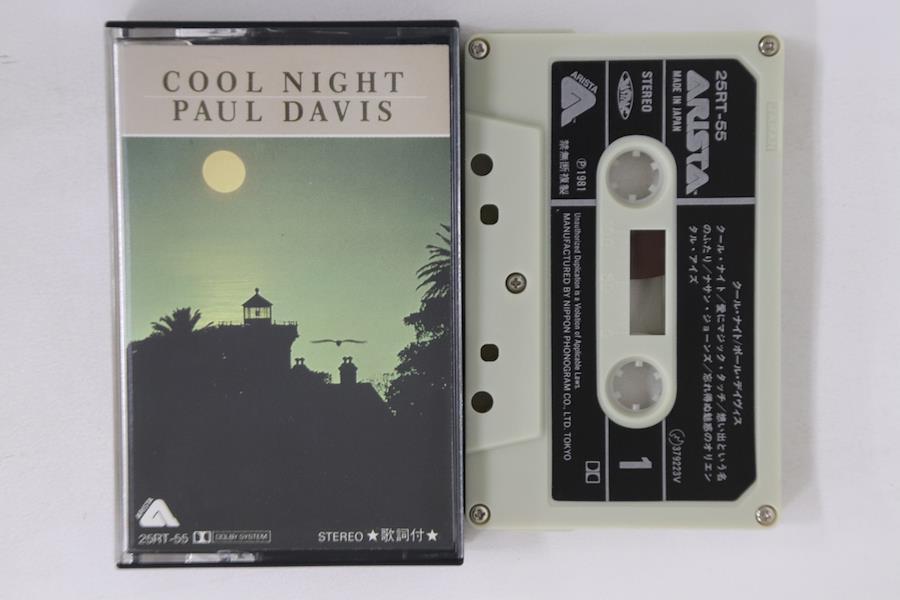 COOL NIGHT
PAUL DAVIS
ARISTA
25RT-55 DOLBY SYSTEM
STEREO ★歌詞付★
25RT-55
ARISTA
MADE IN JAPAN
STEREO
ARISTA
Ⓟ1981
禁無断複製
クール・ナイト/ポール・デイヴィス
クール・ナイト/愛にマジック・タッチ/想い出という名
のふたり/ナサン・ジョーンズ/忘れ得ぬ魅惑のオリエン
タル・アイズ
379223V
1
Unauthorized Duplication is a Violation of Applicable Laws.
MANUFACTURED BY NIPPON PHONOGRAM CO., LTD. TOKYO